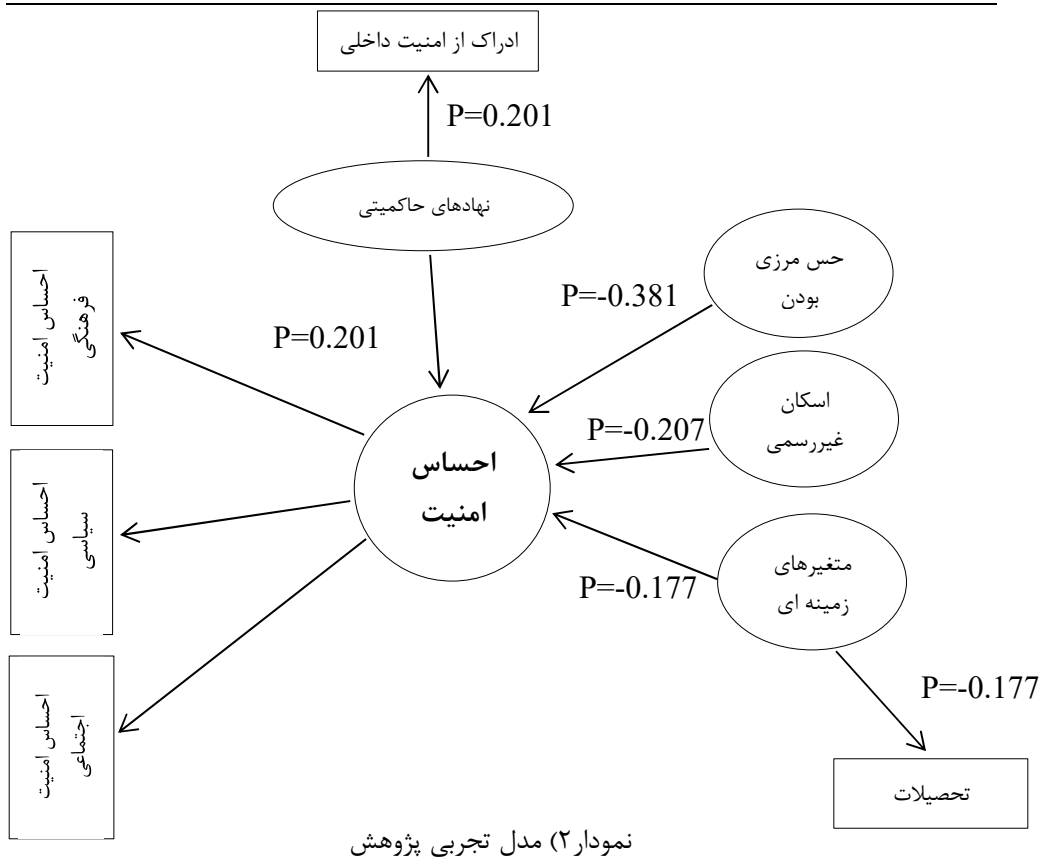 ادراک از امنیت داخلی
P=0.201
نهادهای حاکمیتی
حس مرزی
بودن
P=-0.381
احساس امنیت
فرهنگی
P=0.201
اسکان
غیررسمی
P=-0.207
احساس
امنیت
احساس امنیت
سیاسی
متغیرهای
زمینه ای
P=-0.177
P=-0.177
احساس امنیت
اجتماعی
تحصیلات
نمودار۲) مدل تجربی پژوهش